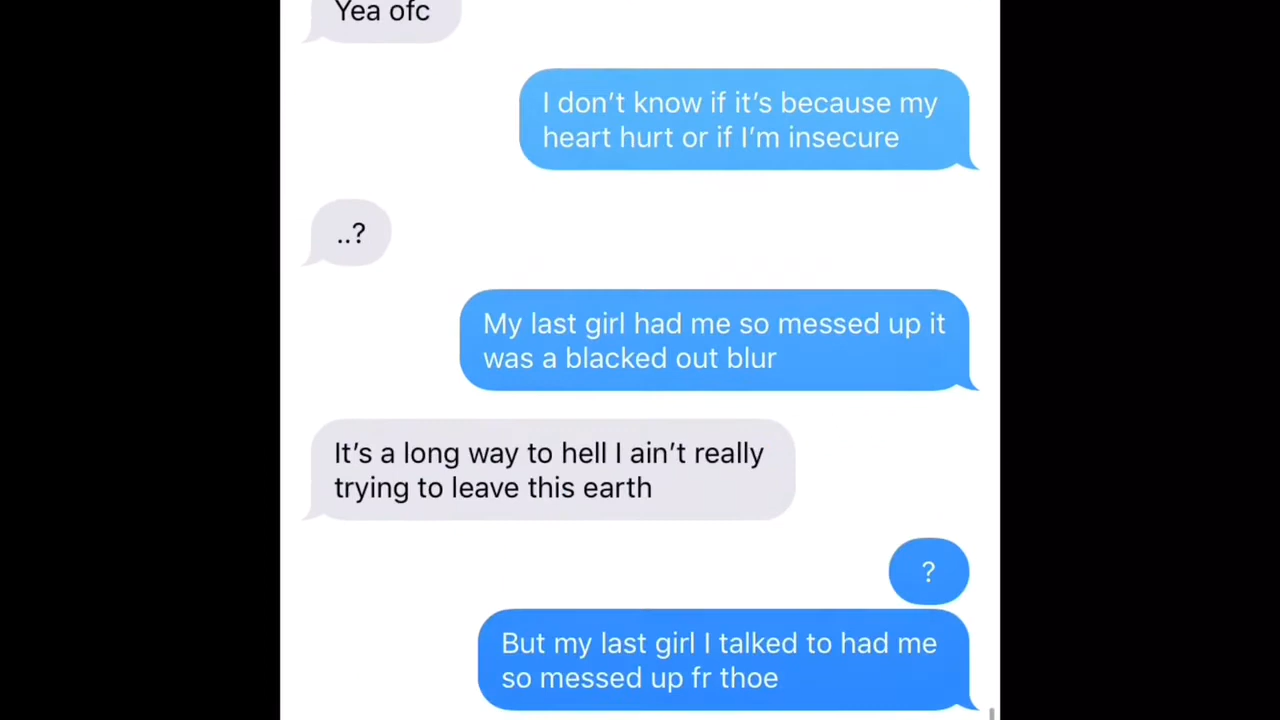 Yea ofc
I don’t know if it’s because my
heart hurt or if I’m insecure
..?
My last girl had me so messed up it
was a blacked out blur
It’s a long way to hell I ain’t really
trying to leave this earth
?
But my last girl I talked to had me
so messed up fr thoe